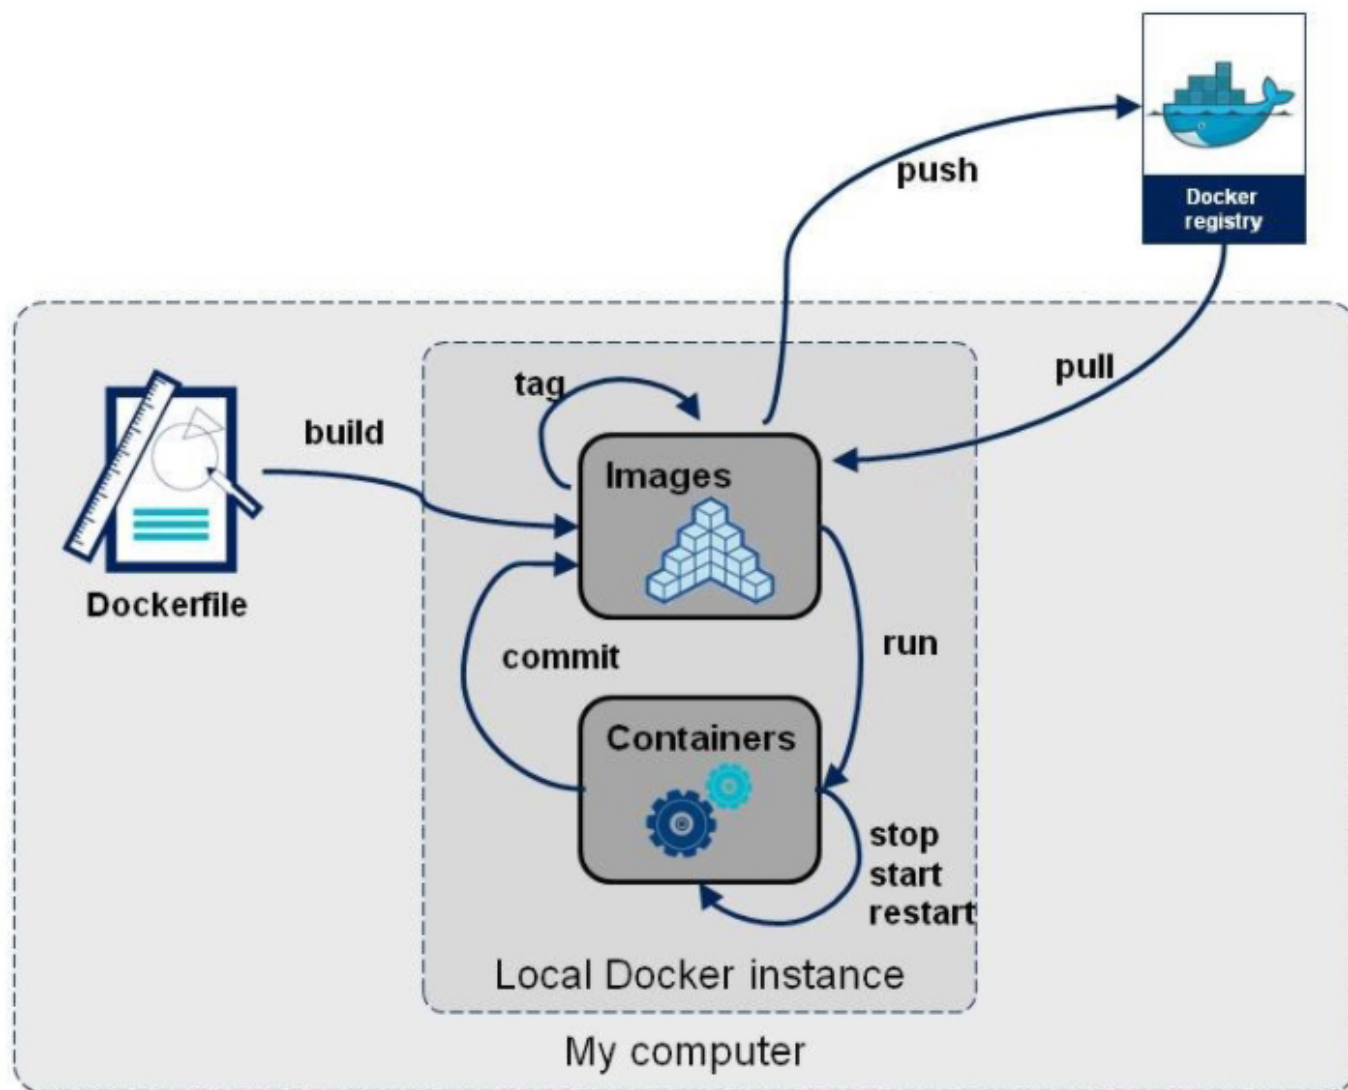 push
Docker
registry
pull
tag
build
Images
Dockerfile
commit
run
Containers
stop
start
restart
Local Docker instance
My computer